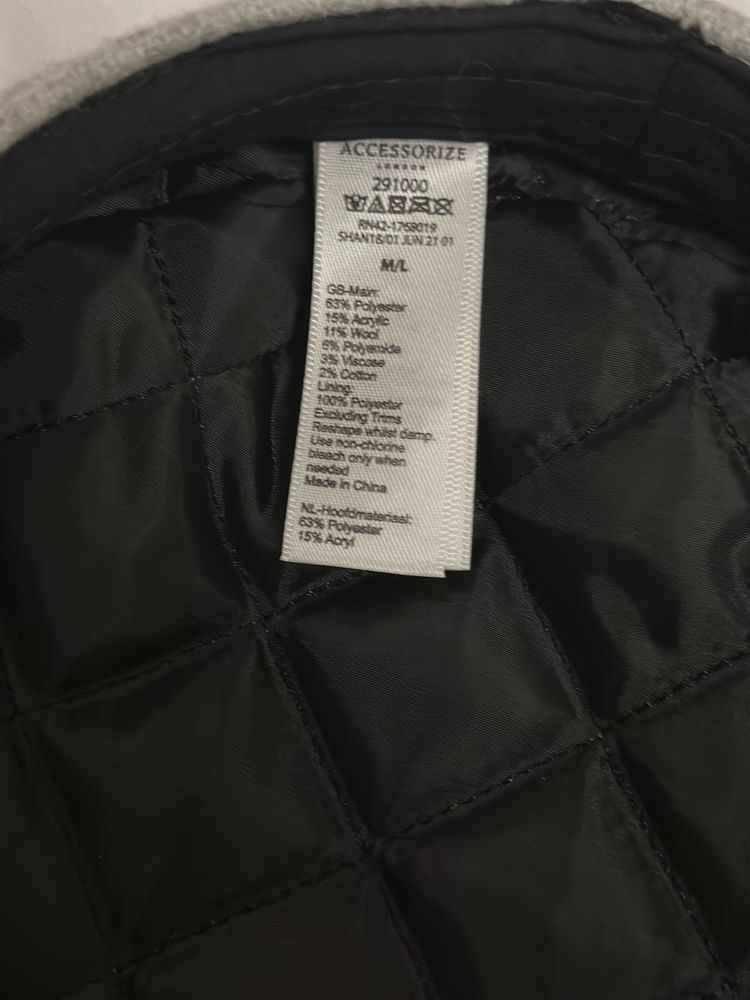 ACCESSORIZE
LONDON
291000
RN42-1758019
SHAN18/01 JUN 21 01
M/L
GB-Main:
63% Polyester
15% Acrylic
11% Wool
6% Polyamide
3% Viscose
2% Cotton
Lining:
100% Polyester
Excluding Trims
Reshape whilst damp.
Use non-chlorine
bleach only when
needed
Made in China
NL-Hoofdmateriaal:
63% Polyester
15% Acryl